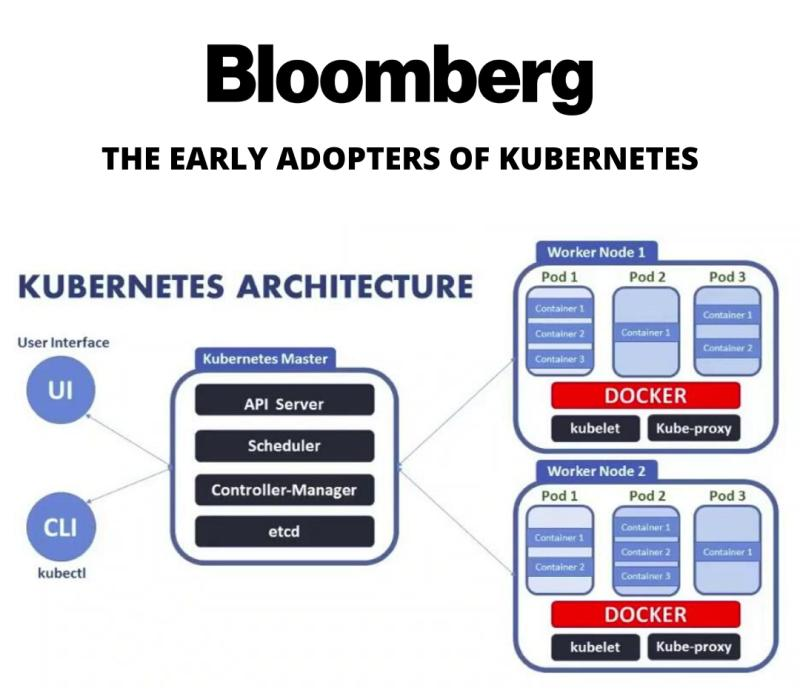 Bloomberg
THE EARLY ADOPTERS OF KUBERNETES
KUBERNETES ARCHITECTURE
User Interface
UI
CLI
kubectl
Kubernetes Master
API Server
Scheduler
Controller-Manager
etcd
Worker Node 1
Pod 1 Pod 2 Pod 3
Container 1
Container 2
Container 3
Container 1
Container 1
Container 2
DOCKER
kubelet Kube-proxy
Worker Node 2
Pod 1 Pod 2 Pod 3
Container 1
Container 2
Container 1
Container 2
Container 3
Container 1
DOCKER
kubelet Kube-proxy